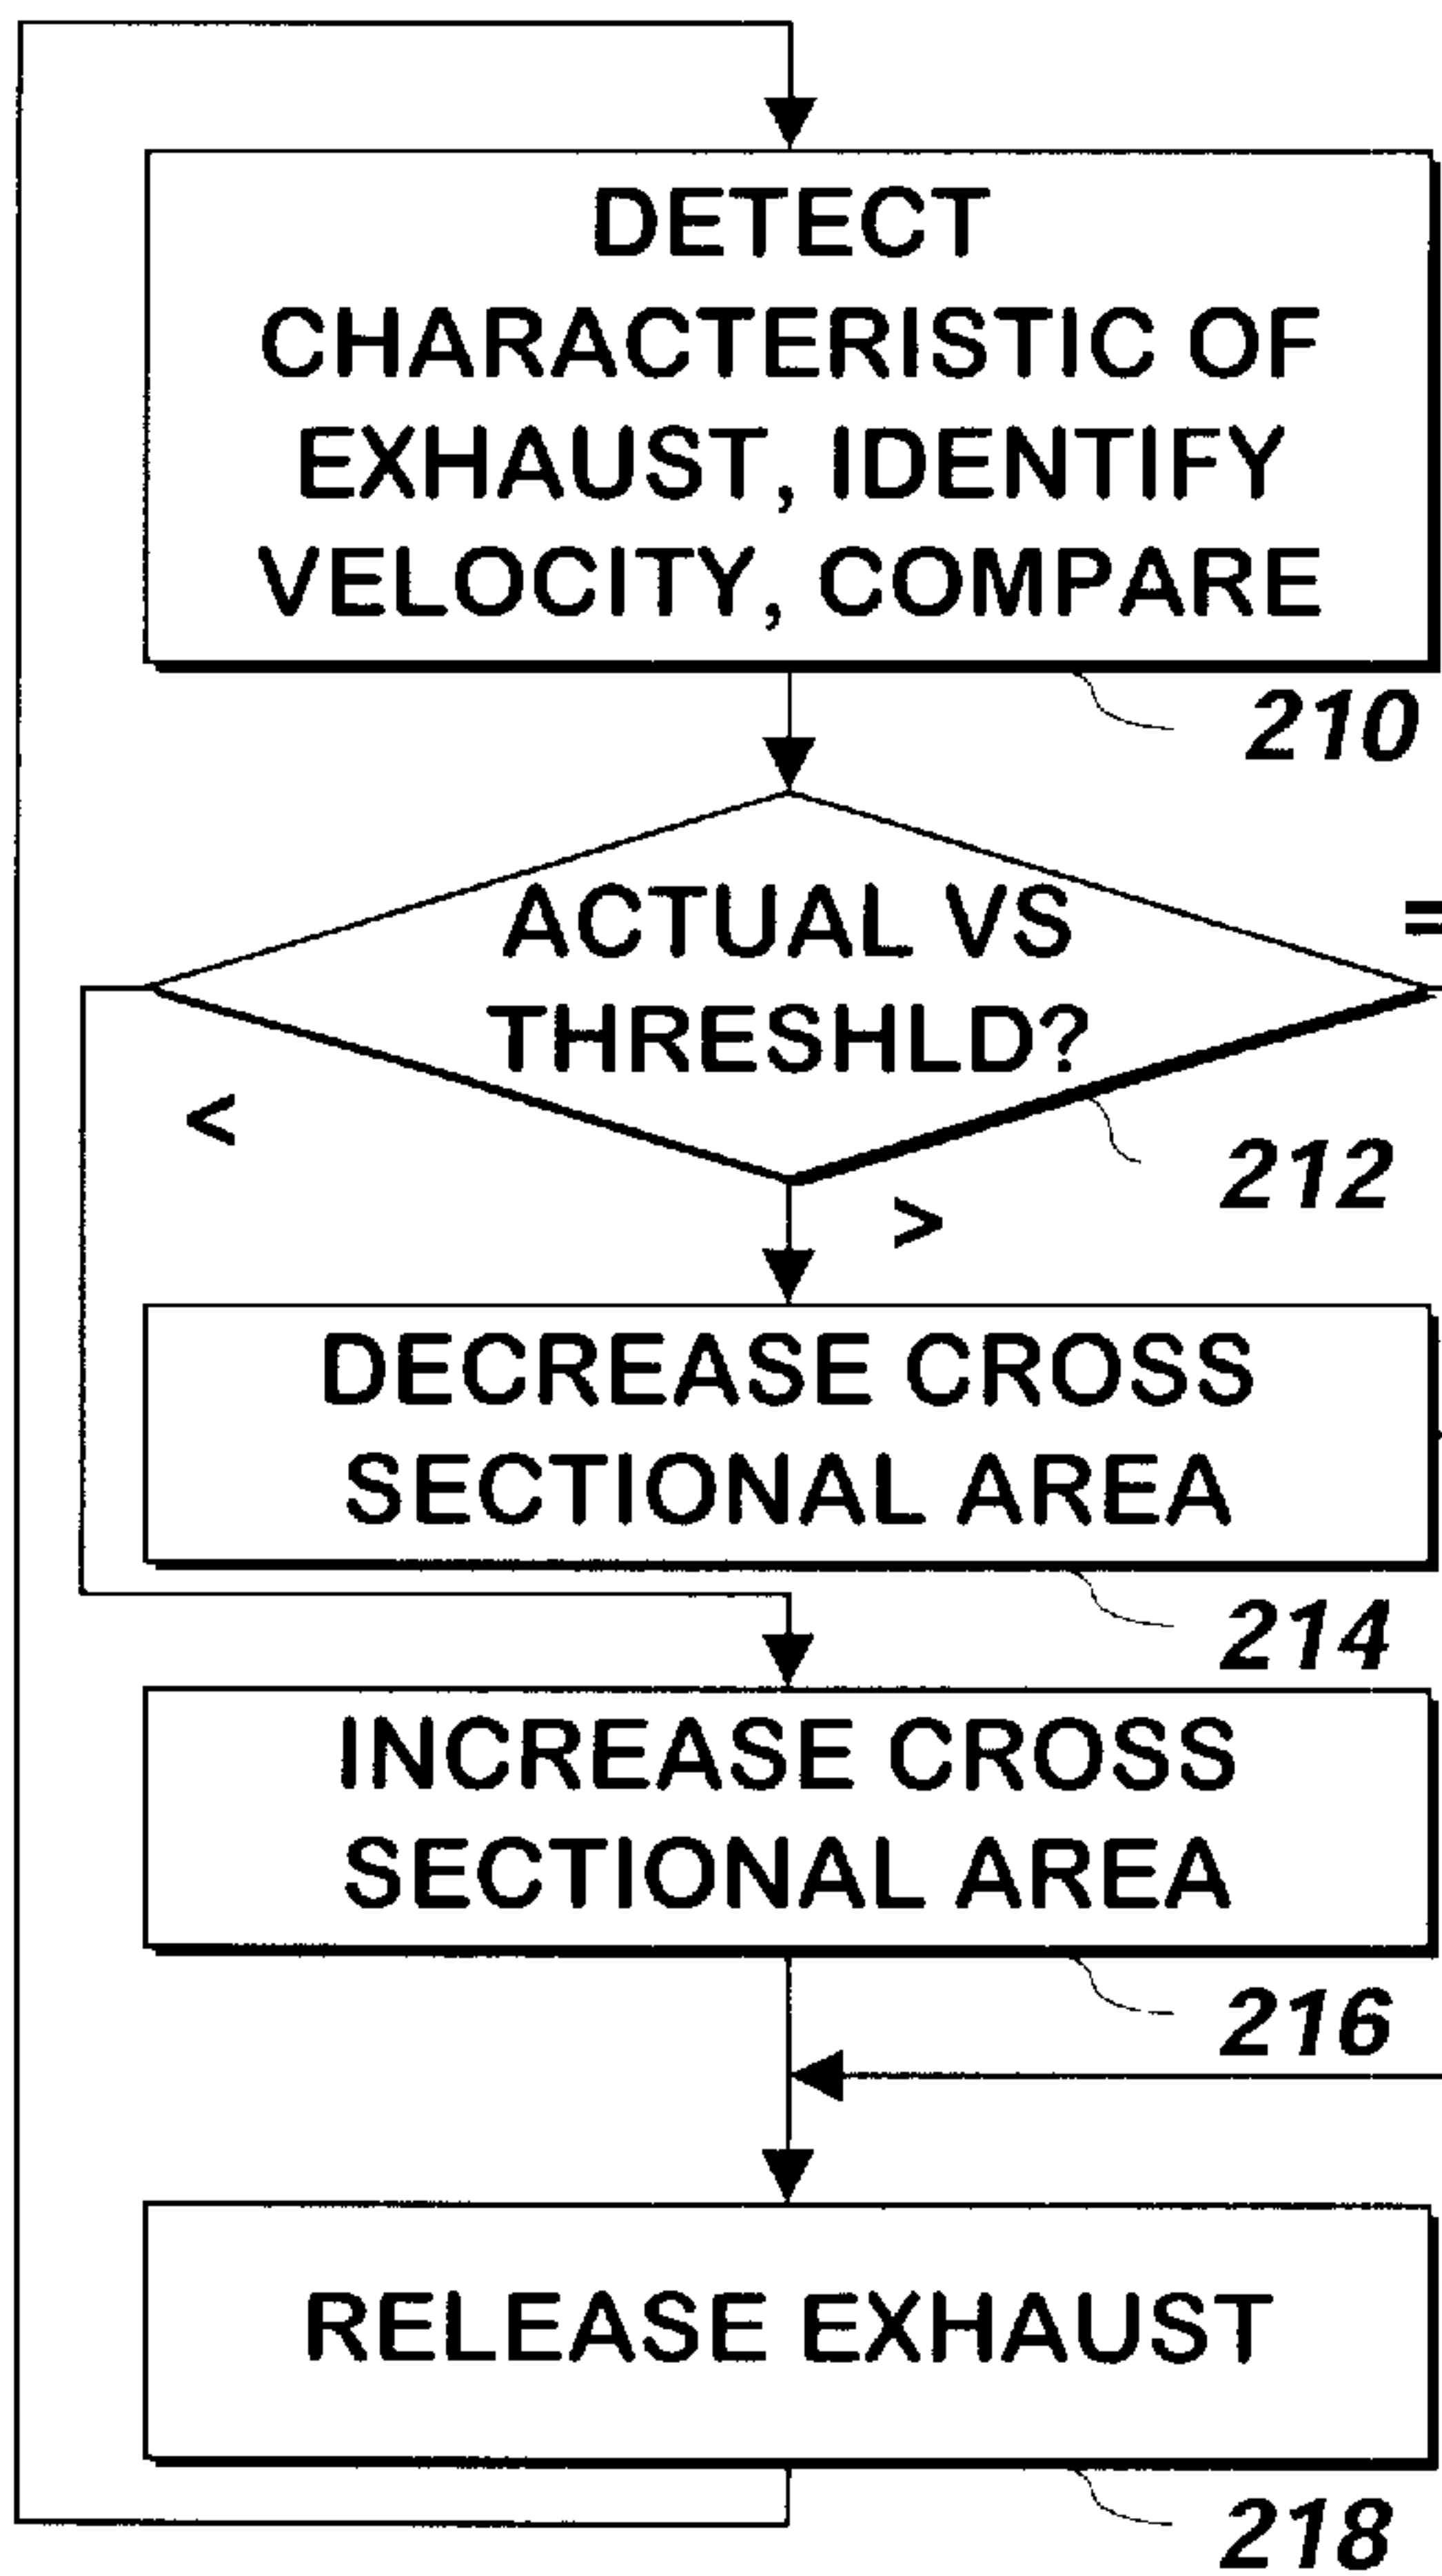 DETECT
CHARACTERISTIC OF
EXHAUST, IDENTIFY
VELOCITY, COMPARE
210
ACTUAL VS
THRESHLD?
=
<
212
>
DECREASE CROSS
SECTIONAL AREA
214
INCREASE CROSS
SECTIONAL AREA
216
RELEASE EXHAUST
218